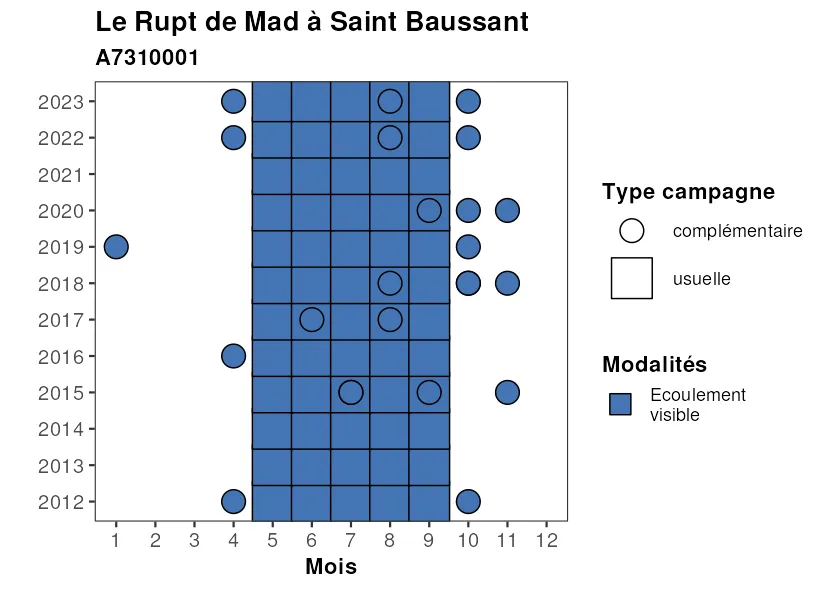 Le Rupt de Mad à Saint Baussant
A7310001
2023
2022
2021
2020
2019
2018
2017
2016
2015
2014
2013
2012
1 2 3 4 5 6 7 8 9 10 11 12
Mois
Type campagne
complémentaire
usuelle
Modalités
Ecoulement
visible